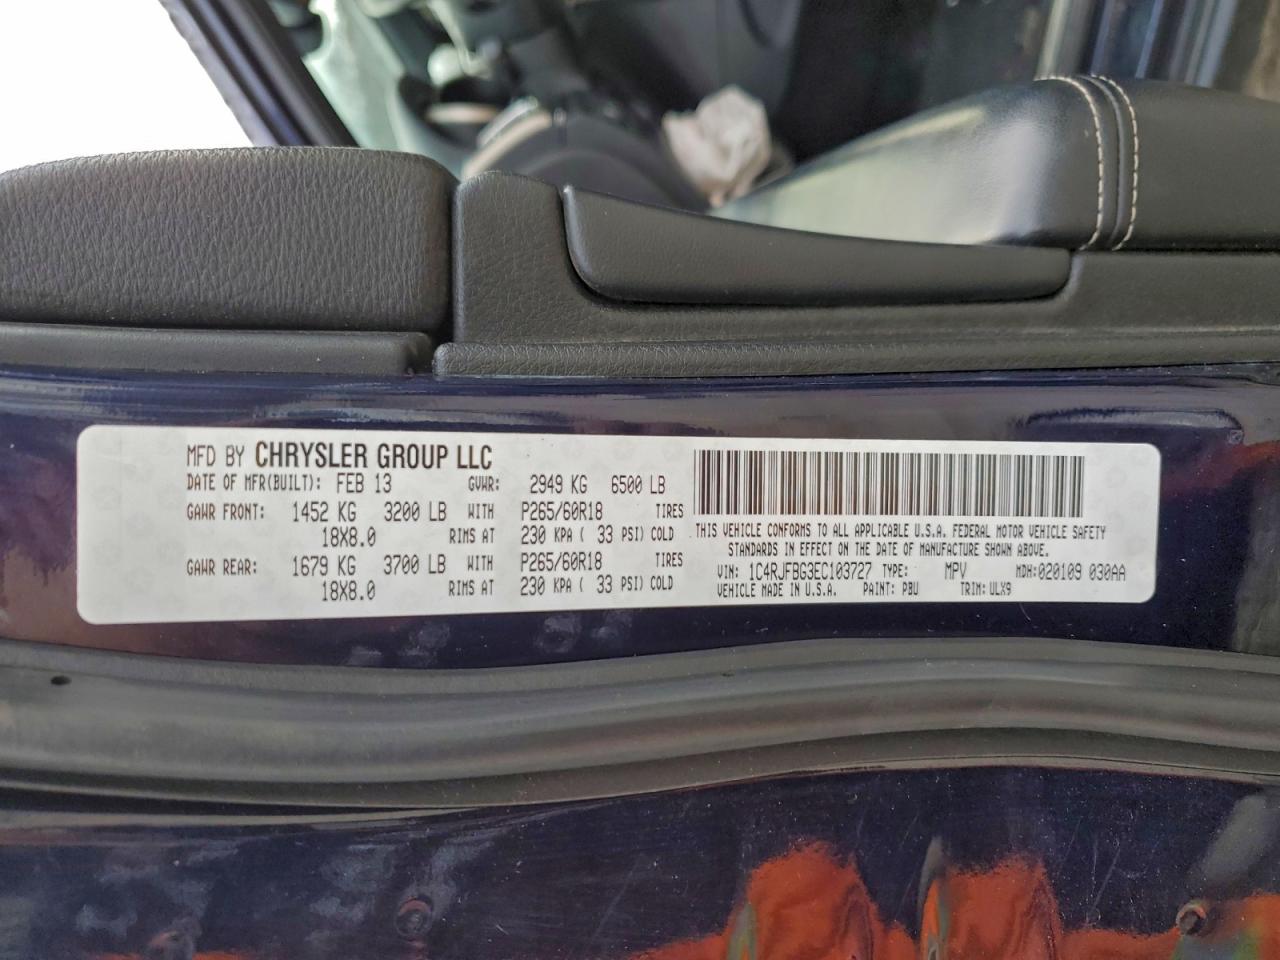 MFD BY CHRYSLER GROUP LLC
DATE OF MFR(BUILT): FEB 13 GVWR: 2949 KG 6500 LB
GAWR FRONT: 1452 KG 3200 LB WITH P265/60R18 TIRES
18X8.0 RIMS AT 230 KPA ( 33 PSI) COLD
GAWR REAR: 1679 KG 3700 LB WITH P265/60R18 TIRES
18X8.0 RIMS AT 230 KPA ( 33 PSI) COLD
THIS VEHICLE CONFORMS TO ALL APPLICABLE U.S.A. FEDERAL MOTOR VEHICLE SAFETY
STANDARDS IN EFFECT ON THE DATE OF MANUFACTURE SHOWN ABOVE.
VIN: 1C4RJFBG3EC103727 TYPE: MPV MDH:020109 030AA
VEHICLE MADE IN U.S.A. PAINT: PBU TRIM: ULX9